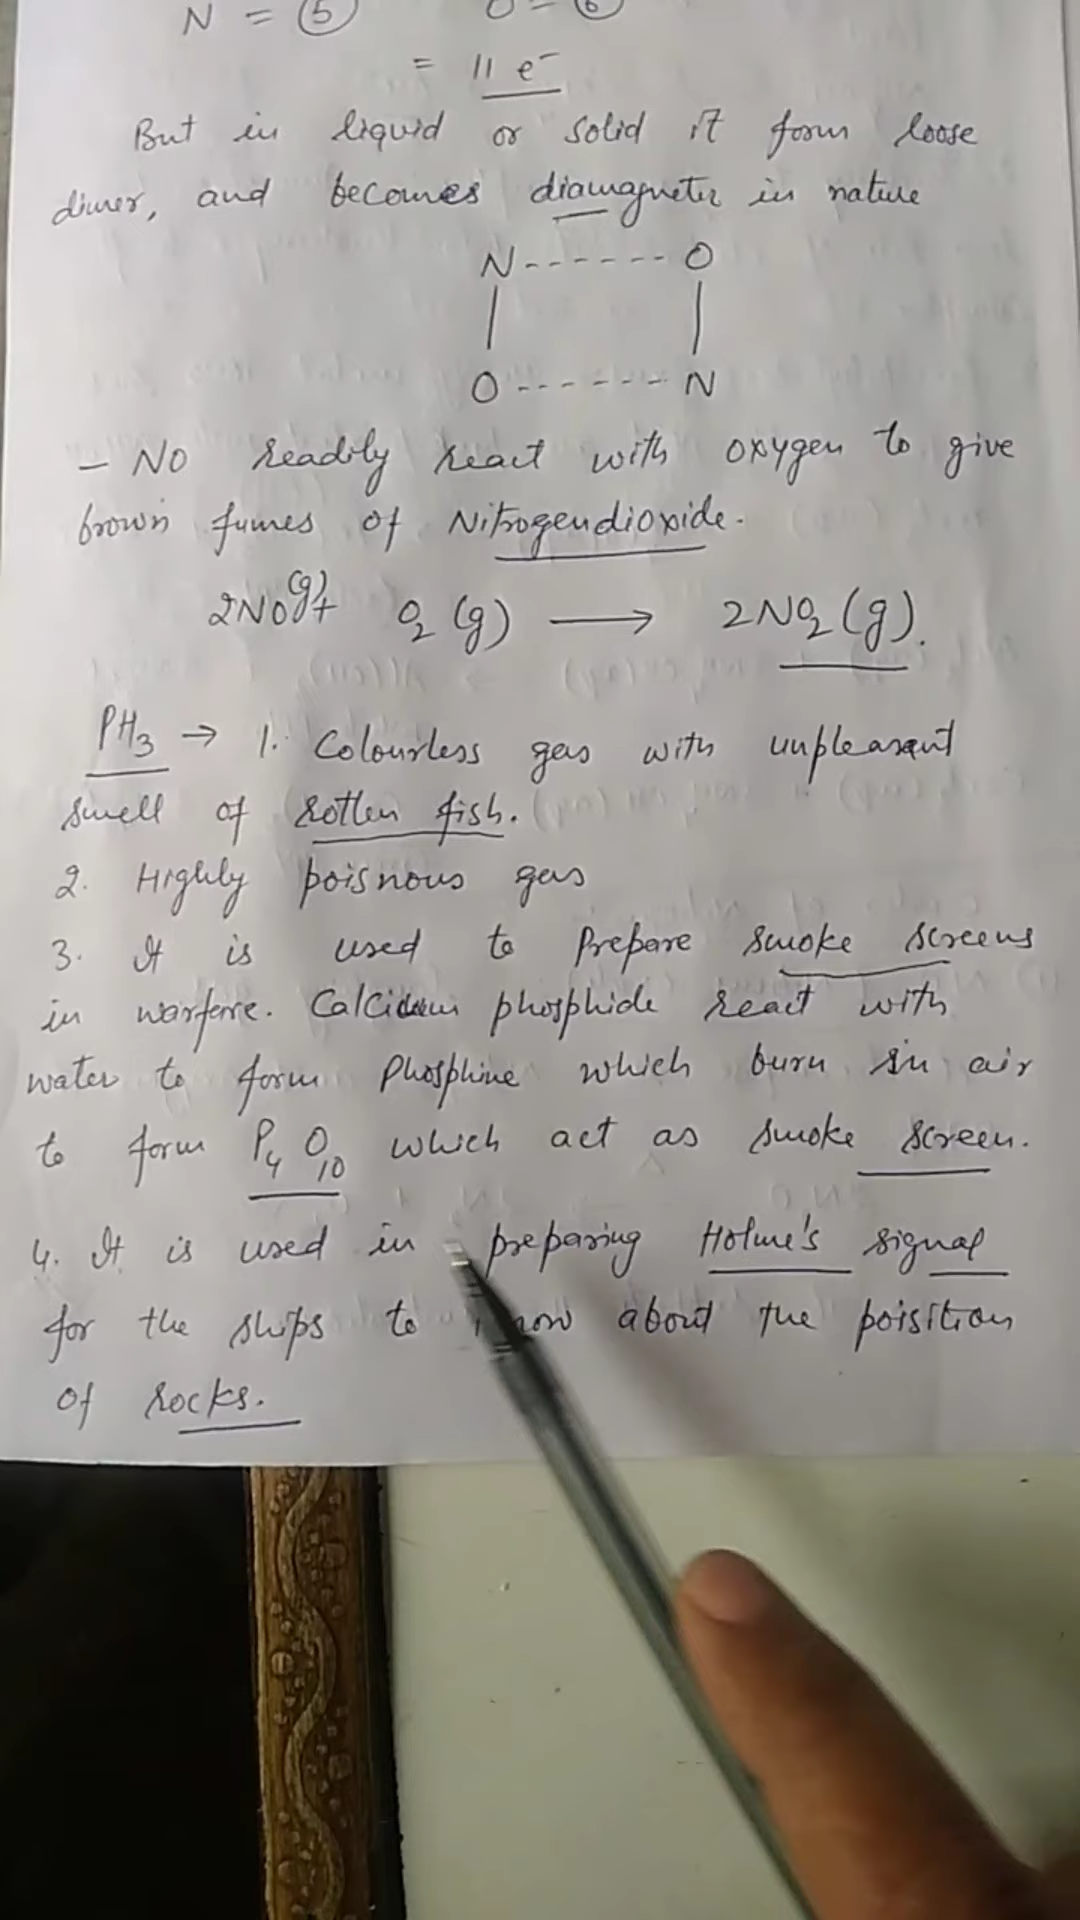 N = 5 O = 6
= 11 e⁻
But in liquid or solid it form loose
dimer, and becomes diamagnetic in nature
N------O
| |
O------N
- NO readily react with oxygen to give
brown fumes of Nitrogendioxide.
2NO(g) + O₂ (g) ⟶ 2NO₂ (g).
PH₃ → 1. Colourless gas with unpleasant
smell of rotten fish.
2. Highly poisnous gas
3. It is used to Prepare smoke screens
in warfere. Calcium phosphide react with
water to form Phosphine which burn in air
to form P₄O₁₀ which act as smoke screen.
4. It is used in preparing Holme's signal
for the ships to know about the poisition
of rocks.